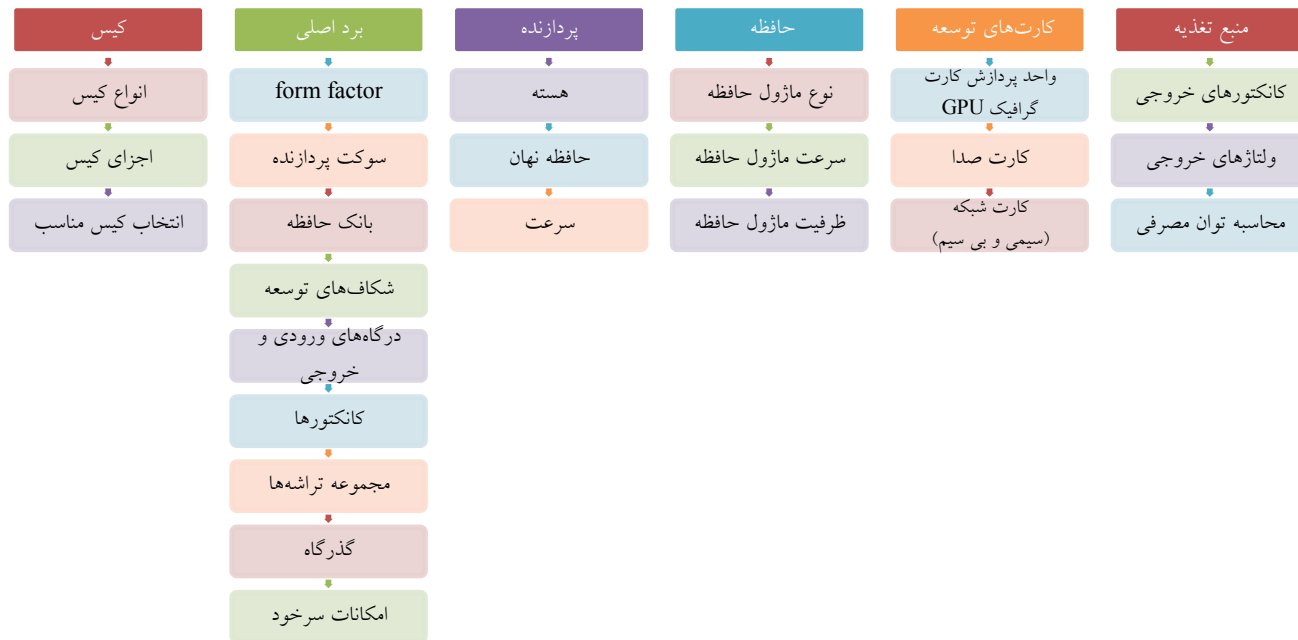 منبع تغذیه
کانکتورهای خروجی
ولتاژهای خروجی
محاسبه توان مصرفی
کارت‌های توسعه
واحد پردازش کارت
گرافیک GPU
کارت صدا
کارت شبکه
(سیمی و بی سیم)
حافظه
نوع ماژول حافظه
سرعت ماژول حافظه
ظرفیت ماژول حافظه
پردازنده
هسته
حافظه نهان
سرعت
برد اصلی
form factor
سوکت پردازنده
بانک حافظه
شکاف‌های توسعه
درگاه‌های ورودی و
خروجی
کانکتورها
مجموعه تراشه‌ها
گذرگاه
امکانات سرخود
کیس
انواع کیس
اجزای کیس
انتخاب کیس مناسب